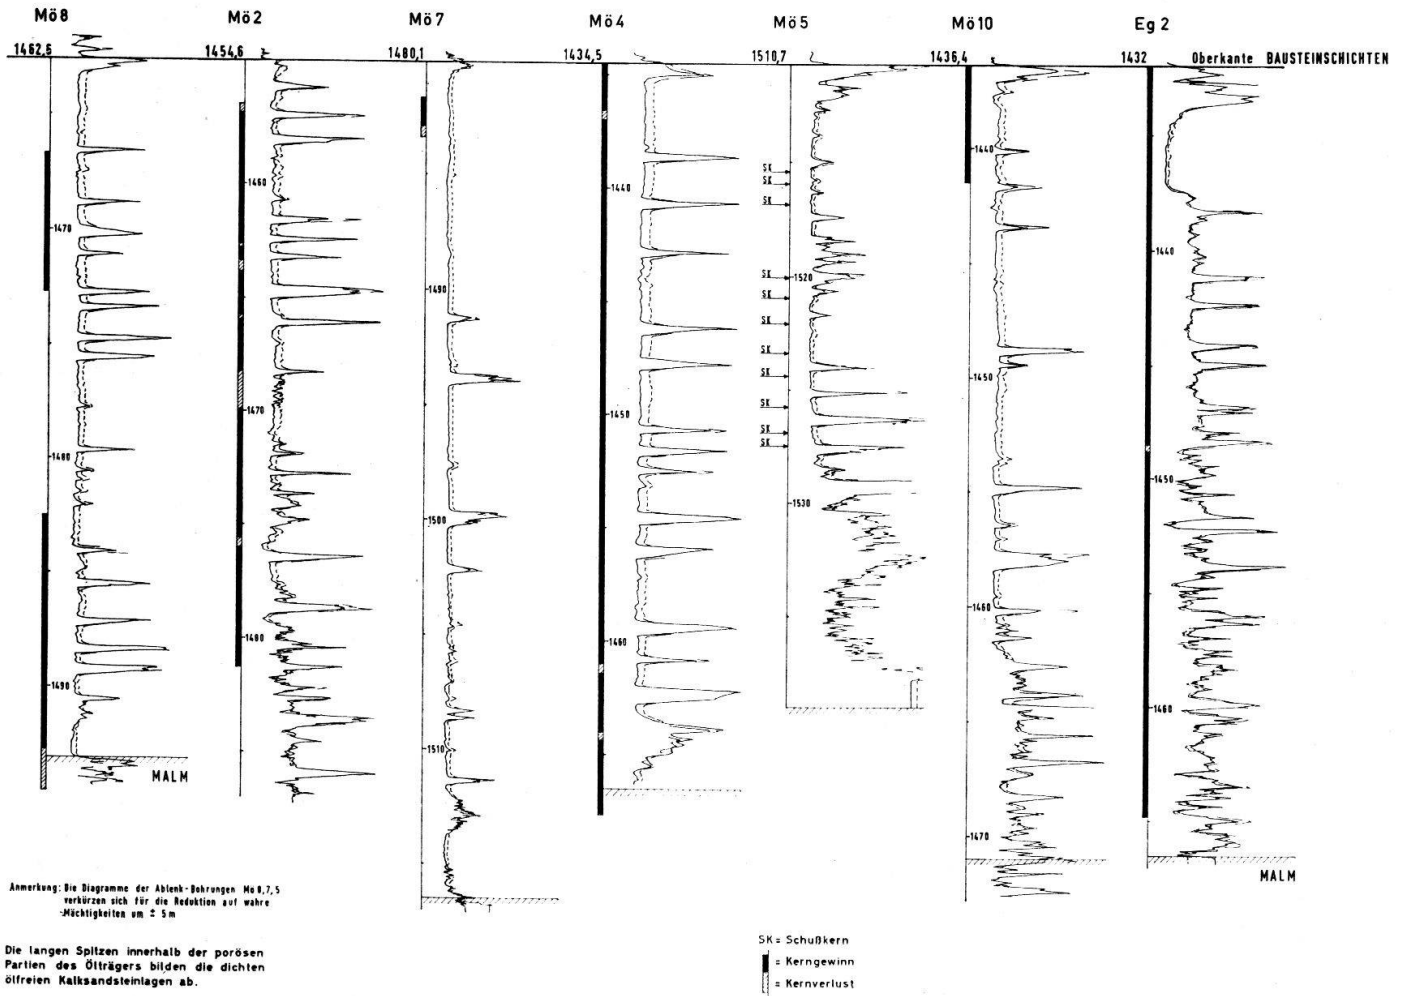 Mö8 Mö2 Mö7 Mö4 Mö5 Mö10 Eg 2
1462,5 1454,6 1480,1 1434,5 1510,7 1436,4 1432 Oberkante BAUSTEINSCHICHTEN
1470
1480
1490
MALM
1460
1470
1480
1490
1500
1510
1440
1450
1460
SK
SK
SK
1520
SK
SK
SK
SK
SK
SK
SK
SK
1530
1440
1450
1460
1470
1440
1450
1460
MALM
Anmerkung: Die Diagramme der Ablenk-Bohrungen Mö 8,7,5
verkürzen sich für die Reduktion auf wahre
-Mächtigkeiten um ± 5 m
Die langen Spitzen innerhalb der porösen
Partien des Ölträgers bilden die dichten
ölfreien Kalksandsteinlagen ab.
SK = Schußkern
= Kerngewinn
= Kernverlust